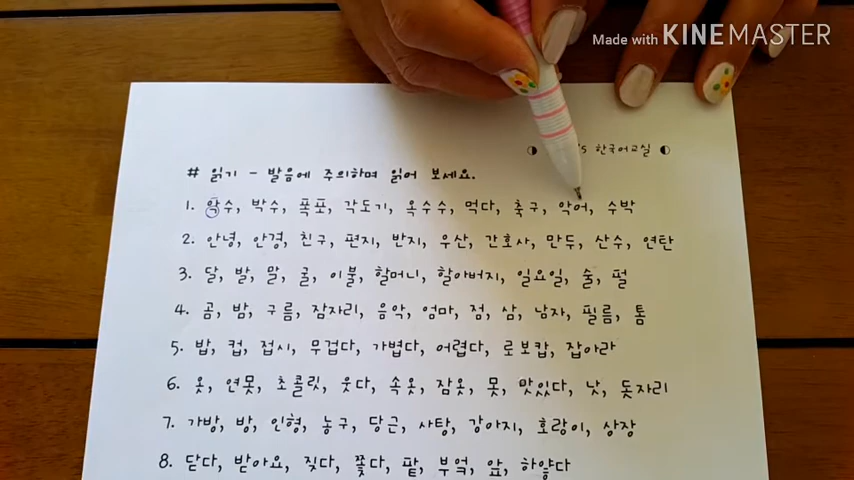 Made with KINEMASTER
's 한국어교실
# 읽기 - 발음에 주의하며 읽어 보세요.
1. 악수, 박수, 폭포, 각도기, 옥수수, 먹다, 축구, 악어, 수박
2. 안녕, 안경, 친구, 편지, 반지, 우산, 간호사, 만두, 산수, 연탄
3. 달, 발, 말, 굴, 이불, 할머니, 할아버지, 일요일, 술, 펄
4. 곰, 밤, 구름, 잠자리, 음악, 엄마, 점, 삼, 남자, 필름, 톰
5. 밥, 컵, 접시, 무겁다, 가볍다, 어렵다, 로보캅, 잡아라
6. 옷, 연못, 초콜릿, 웃다, 속옷, 잠옷, 못, 맛있다, 낫, 돗자리
7. 가방, 방, 인형, 농구, 당근, 사탕, 강아지, 호랑이, 상장
8. 닫다, 받아요, 짖다, 쫓다, 팥, 부엌, 앞, 하얗다